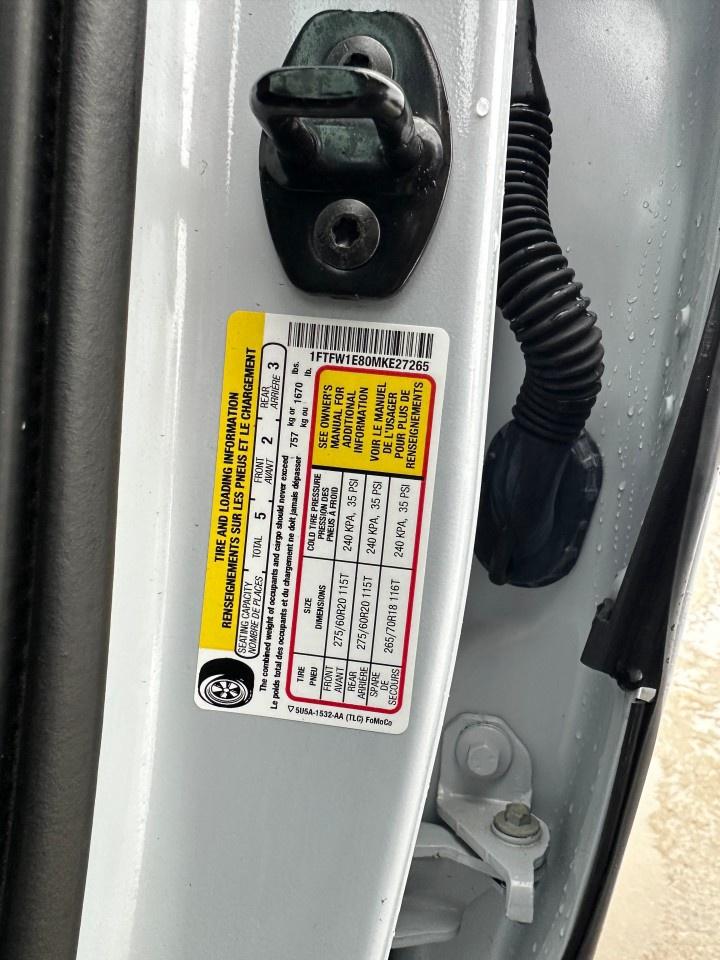 1FTFW1E80MKE27265
TIRE AND LOADING INFORMATION
RENSEIGNEMENTS SUR LES PNEUS ET LE CHARGEMENT
SEATING CAPACITY TOTAL 5 FRONT 2 REAR 3
NOMBRE DE PLACES AVANT ARRIÈRE
The combined weight of occupants and cargo should never exceed 757 kg or 1670 lbs.
Le poids total des occupants et du chargement ne doit jamais dépasser kg ou lb.
TIRE SIZE COLD TIRE PRESSURE
PNEU DIMENSIONS PRESSION DES
PNEUS À FROID
FRONT
AVANT 275/60R20 115T 240 KPA, 35 PSI
REAR
ARRIÈRE 275/60R20 115T 240 KPA, 35 PSI
SPARE
DE
SECOURS 265/70R18 116T 240 KPA, 35 PSI
SEE OWNER'S
MANUAL FOR
ADDITIONAL
INFORMATION
VOIR LE MANUEL
DE L'USAGER
POUR PLUS DE
RENSEIGNEMENTS
5U5A-1532-AA (TLC) FoMoCo